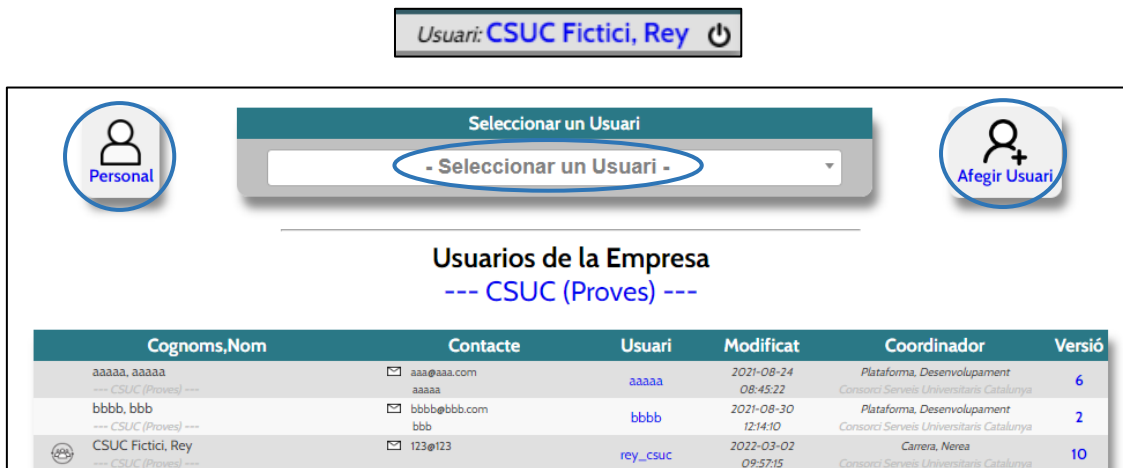 Usuari: CSUC Fictici, Rey
Personal
Seleccionar un Usuari
- Seleccionar un Usuari -
Afegir Usuari
Usuarios de la Empresa
--- CSUC (Proves) ---
Cognoms,Nom Contacte Usuari Modificat Coordinador Versió
aaaaa, aaaaa aaa@aaa.com aaaaa 2021-08-24 Plataforma, Desenvolupament 6
--- CSUC (Proves) --- aaaaa 08:45:22 Consorci Serveis Universitaris Catalunya
bbbb, bbb bbbb@bbb.com bbbb 2021-08-30 Plataforma, Desenvolupament 2
--- CSUC (Proves) --- bbb 12:14:10 Consorci Serveis Universitaris Catalunya
CSUC Fictici, Rey 123@123 rey_csuc 2022-03-02 Carrera, Nerea 10
--- CSUC (Proves) --- 09:57:15 Consorci Serveis Universitaris Catalunya